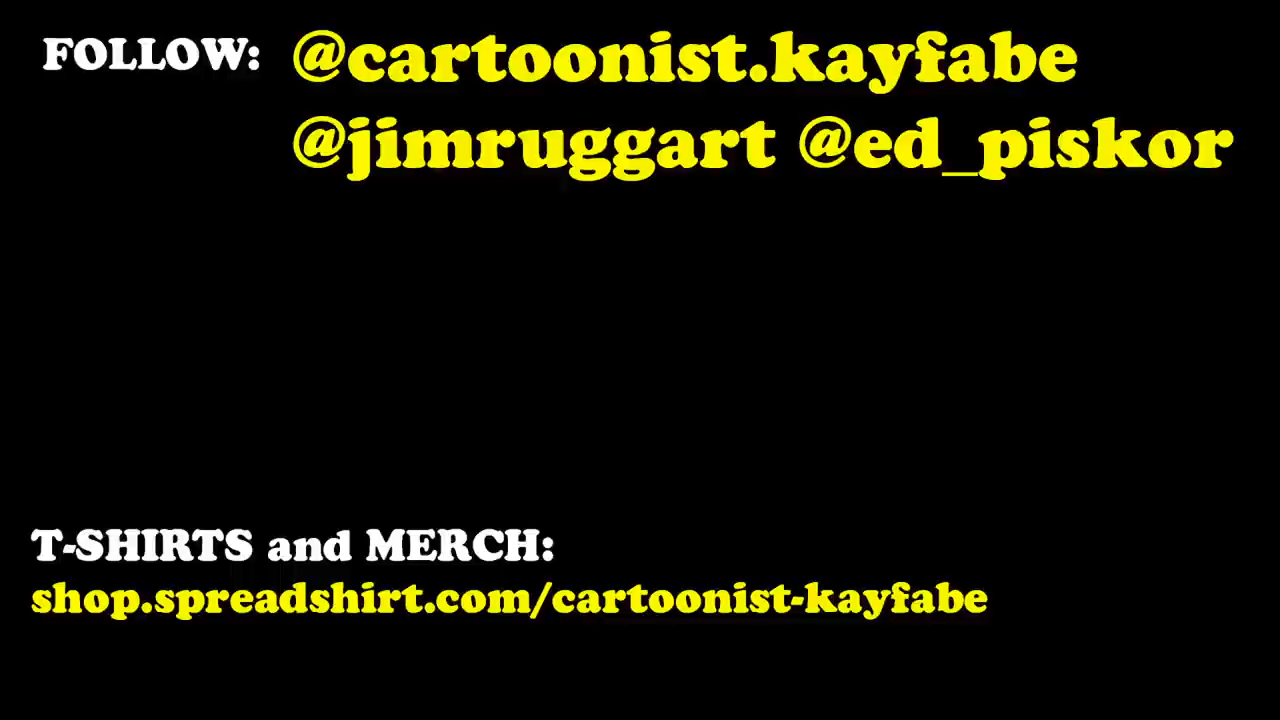 FOLLOW: @cartoonist.kayfabe
@jimruggart @ed_piskor
T-SHIRTS and MERCH:
shop.spreadshirt.com/cartoonist-kayfabe